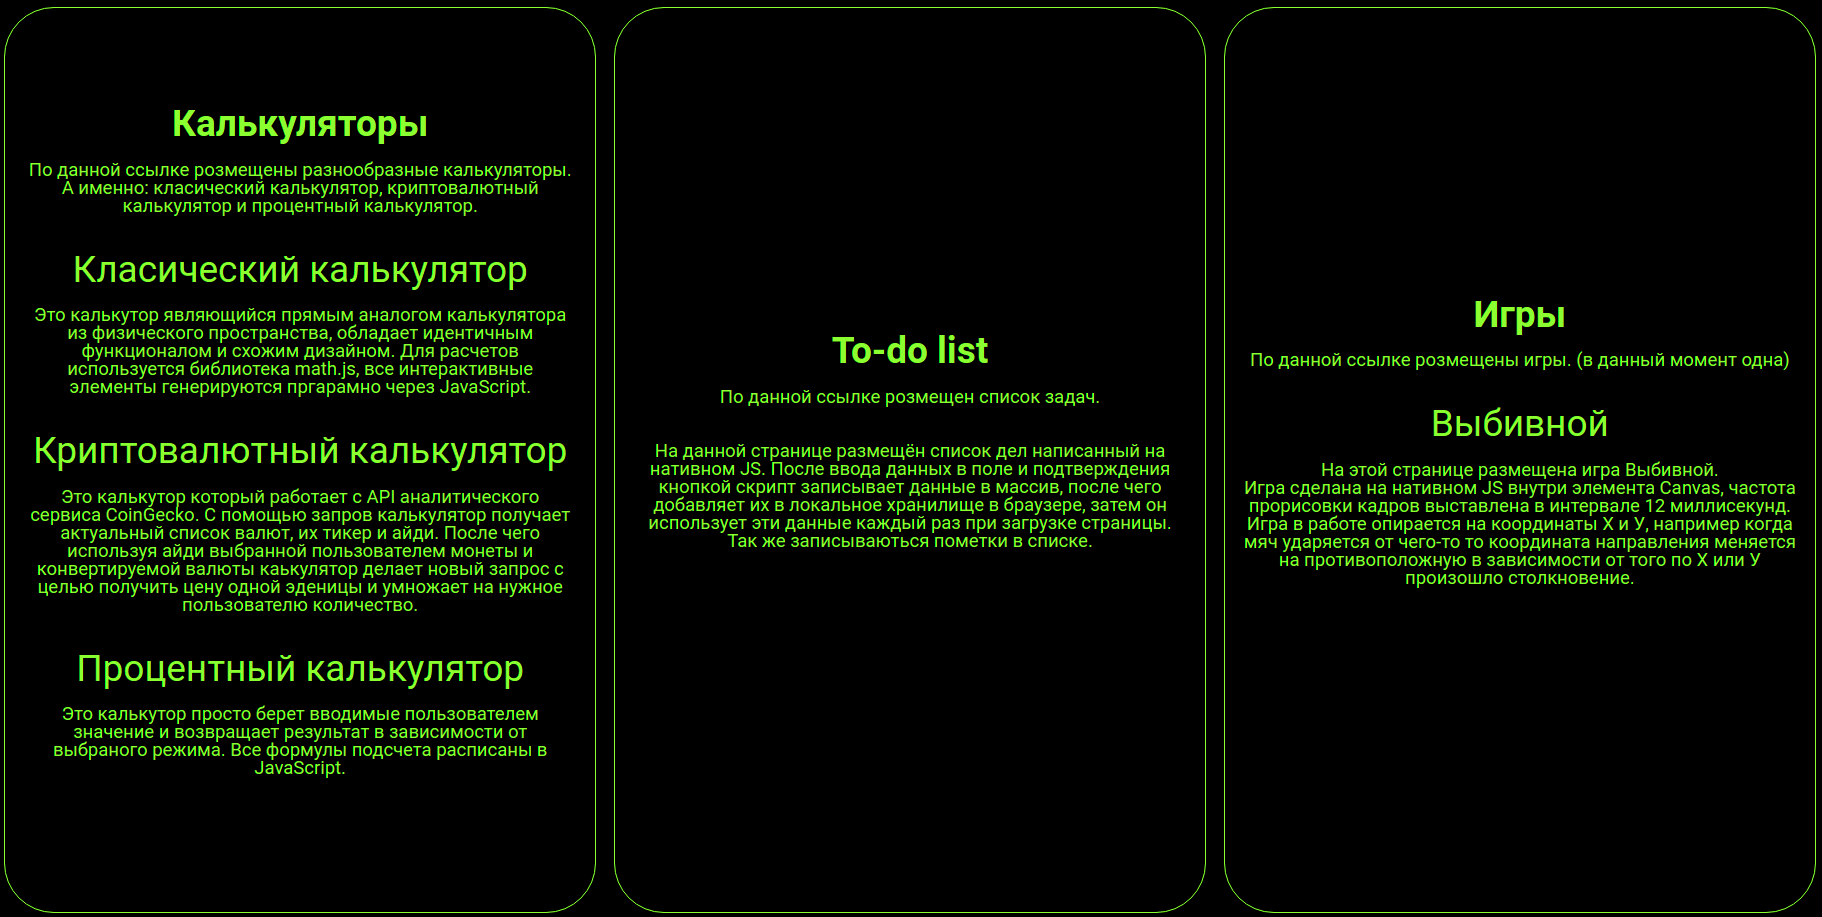 Калькуляторы
По данной ссылке розмещены разнообразные калькуляторы.
А именно: класический калькулятор, криптовалютный
калькулятор и процентный калькулятор.
Класический калькулятор
Это калькутор являющийся прямым аналогом калькулятора
из физического пространства, обладает идентичным
функционалом и схожим дизайном. Для расчетов
используется библиотека math.js, все интерактивные
элементы генерируются пграрамно через JavaScript.
Криптовалютный калькулятор
Это калькутор который работает с API аналитического
сервиса CoinGecko. С помощью запров калькулятор получает
актуальный список валют, их тикер и айди. После чего
используя айди выбранной пользователем монеты и
конвертируемой валюты каькулятор делает новый запрос с
целью получить цену одной эденицы и умножает на нужное
пользователю количество.
Процентный калькулятор
Это калькутор просто берет вводимые пользователем
значение и возвращает результат в зависимости от
выбраного режима. Все формулы подсчета расписаны в
JavaScript.
To-do list
По данной ссылке розмещен список задач.
На данной странице размещён список дел написанный на
нативном JS. После ввода данных в поле и подтверждения
кнопкой скрипт записывает данные в массив, после чего
добавляет их в локальное хранилище в браузере, затем он
использует эти данные каждый раз при загрузке страницы.
Так же записываються пометки в списке.
Игры
По данной ссылке розмещены игры. (в данный момент одна)
Выбивной
На этой странице размещена игра Выбивной.
Игра сделана на нативном JS внутри элемента Canvas, частота
прорисовки кадров выставлена в интервале 12 миллисекунд.
Игра в работе опирается на координаты Х и У, например когда
мяч ударяется от чего-то то координата направления меняется
на противоположную в зависимости от того по Х или У
произошло столкновение.